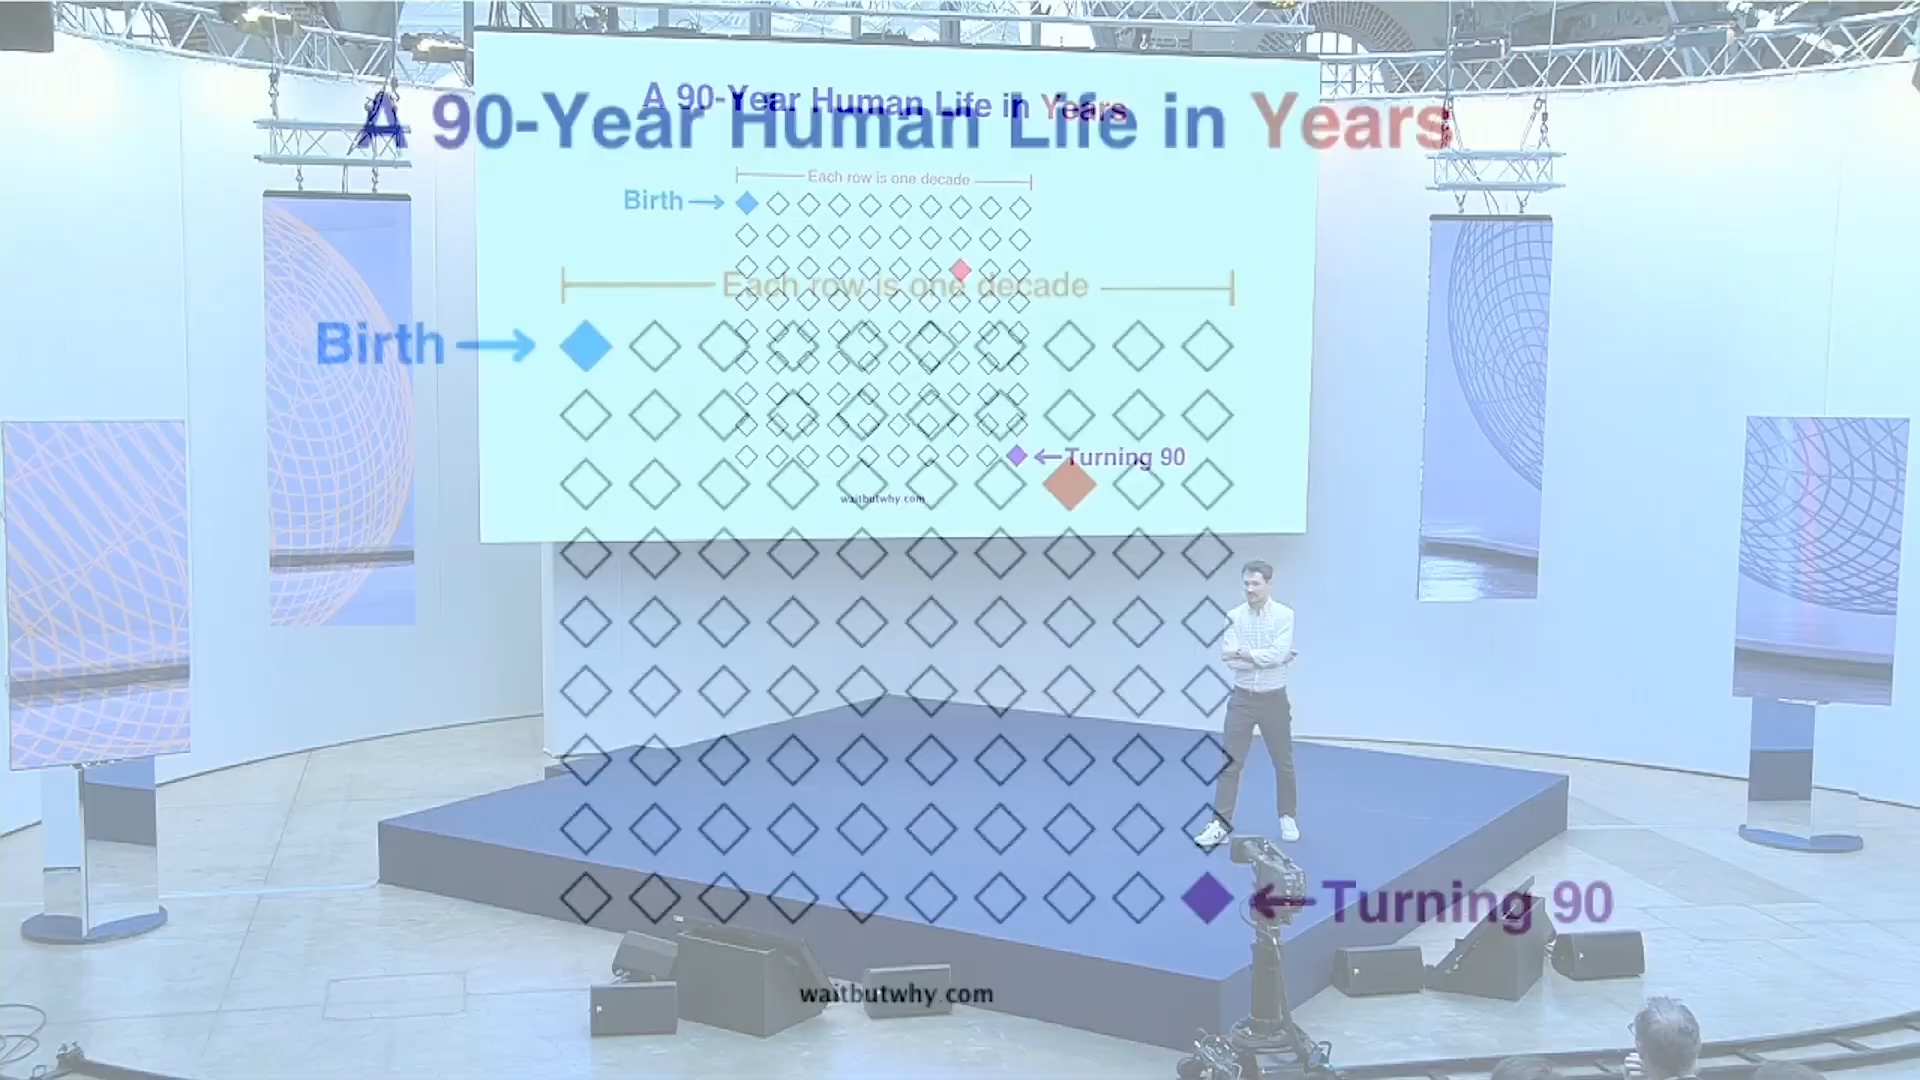 A 90-Year Human Life in Years
A 90-Year Human Life in Years
Each row is one decade
Birth
Each row is one decade
Birth
Turning 90
waitbutwhy.com
Turning 90
waitbutwhy.com